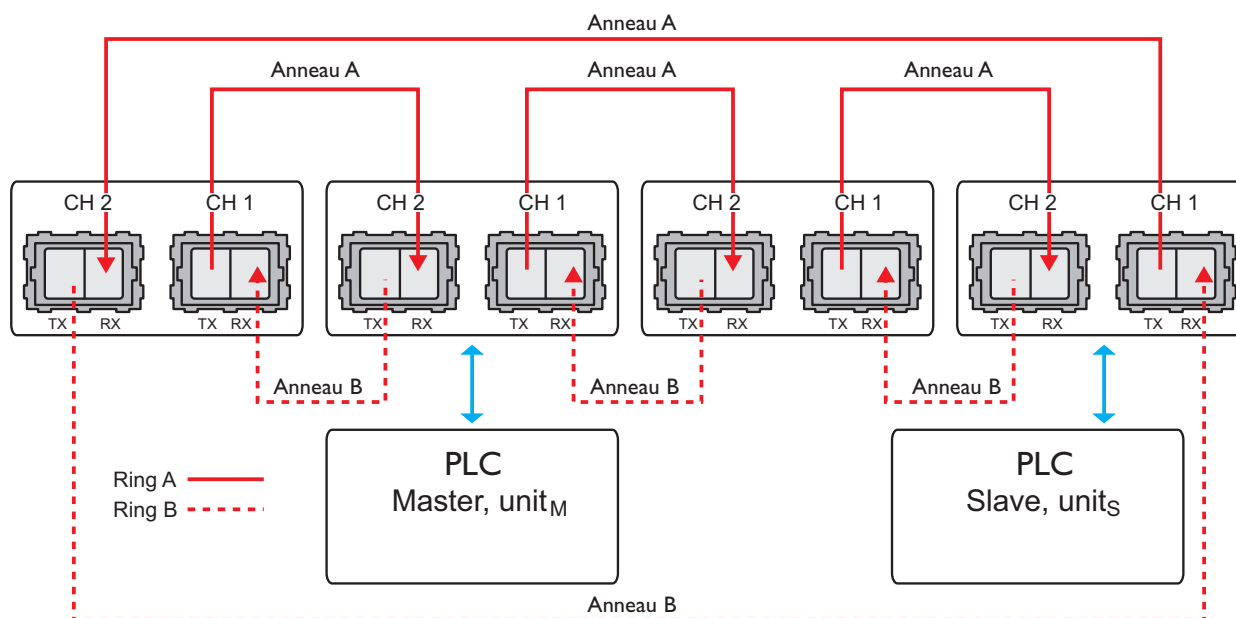 Anneau A
Anneau A Anneau A Anneau A
CH 2 CH 1 CH 2 CH 1 CH 2 CH 1 CH 2 CH 1
TX RX TX RX TX RX TX RX TX RX TX RX TX RX TX RX
Anneau B Anneau B Anneau B
PLC
Master, unitM
PLC
Slave, unitS
Ring A
Ring B
Anneau B